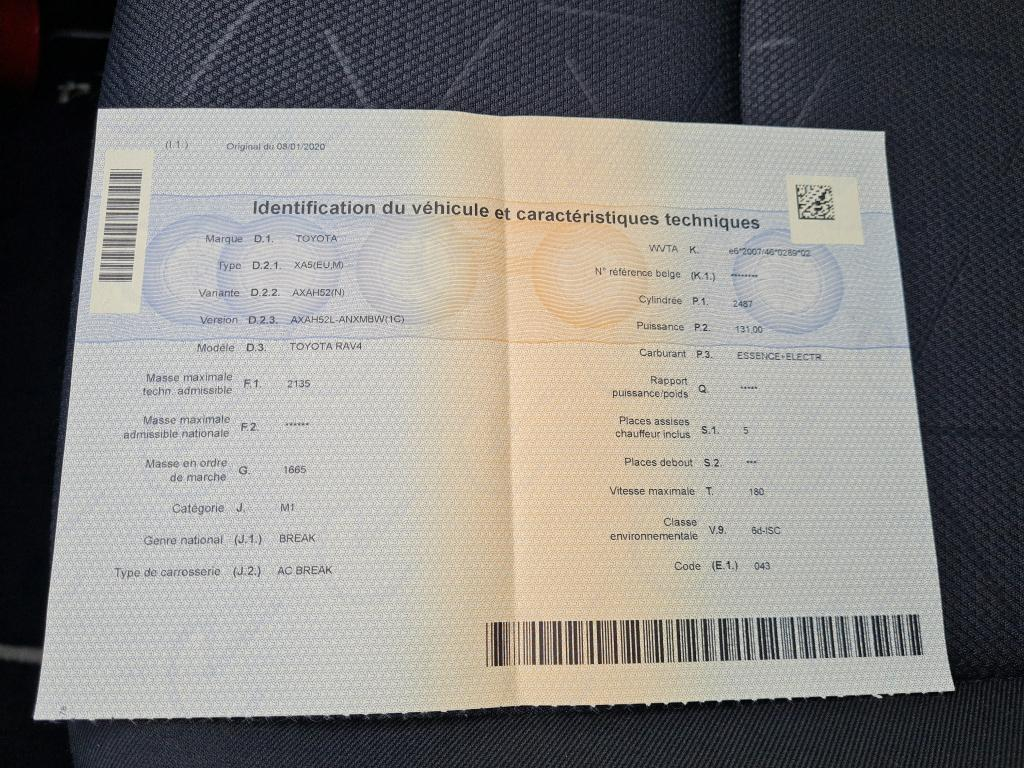 (I.1.) Original du 08/01/2020
Identification du véhicule et caractéristiques techniques
Marque D.1. TOYOTA
Type D.2.1. XA5(EU,M)
Variante D.2.2. AXAH52(N)
Version D.2.3. AXAH52L-ANXMBW(1C)
Modèle D.3. TOYOTA RAV4
Masse maximale
techn. admissible F.1. 2135
Masse maximale
admissible nationale F.2. ******
Masse en ordre
de marche G. 1665
Catégorie J. M1
Genre national (J.1.) BREAK
Type de carrosserie (J.2.) AC BREAK
WVTA K. e6*2007/46*0289*02
N° référence belge (K.1.) ********
Cylindrée P.1. 2487
Puissance P.2. 131,00
Carburant P.3. ESSENCE+ELECTR.
Rapport
puissance/poids Q. *****
Places assises
chauffeur inclus S.1. 5
Places debout S.2. ***
Vitesse maximale T. 180
Classe
environnementale V.9. 6d-ISC
Code (E.1.) 043